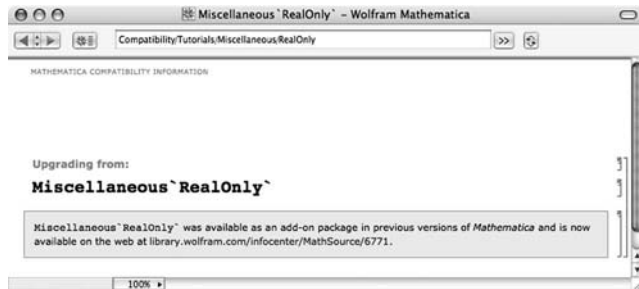 Miscellaneous`RealOnly` – Wolfram Mathematica
Compatibility/Tutorials/Miscellaneous/RealOnly
>>
MATHEMATICA COMPATIBILITY INFORMATION
Upgrading from:
Miscellaneous`RealOnly`
Miscellaneous`RealOnly` was available as an add-on package in previous versions of Mathematica and is now
available on the web at library.wolfram.com/infocenter/MathSource/6771.
100%